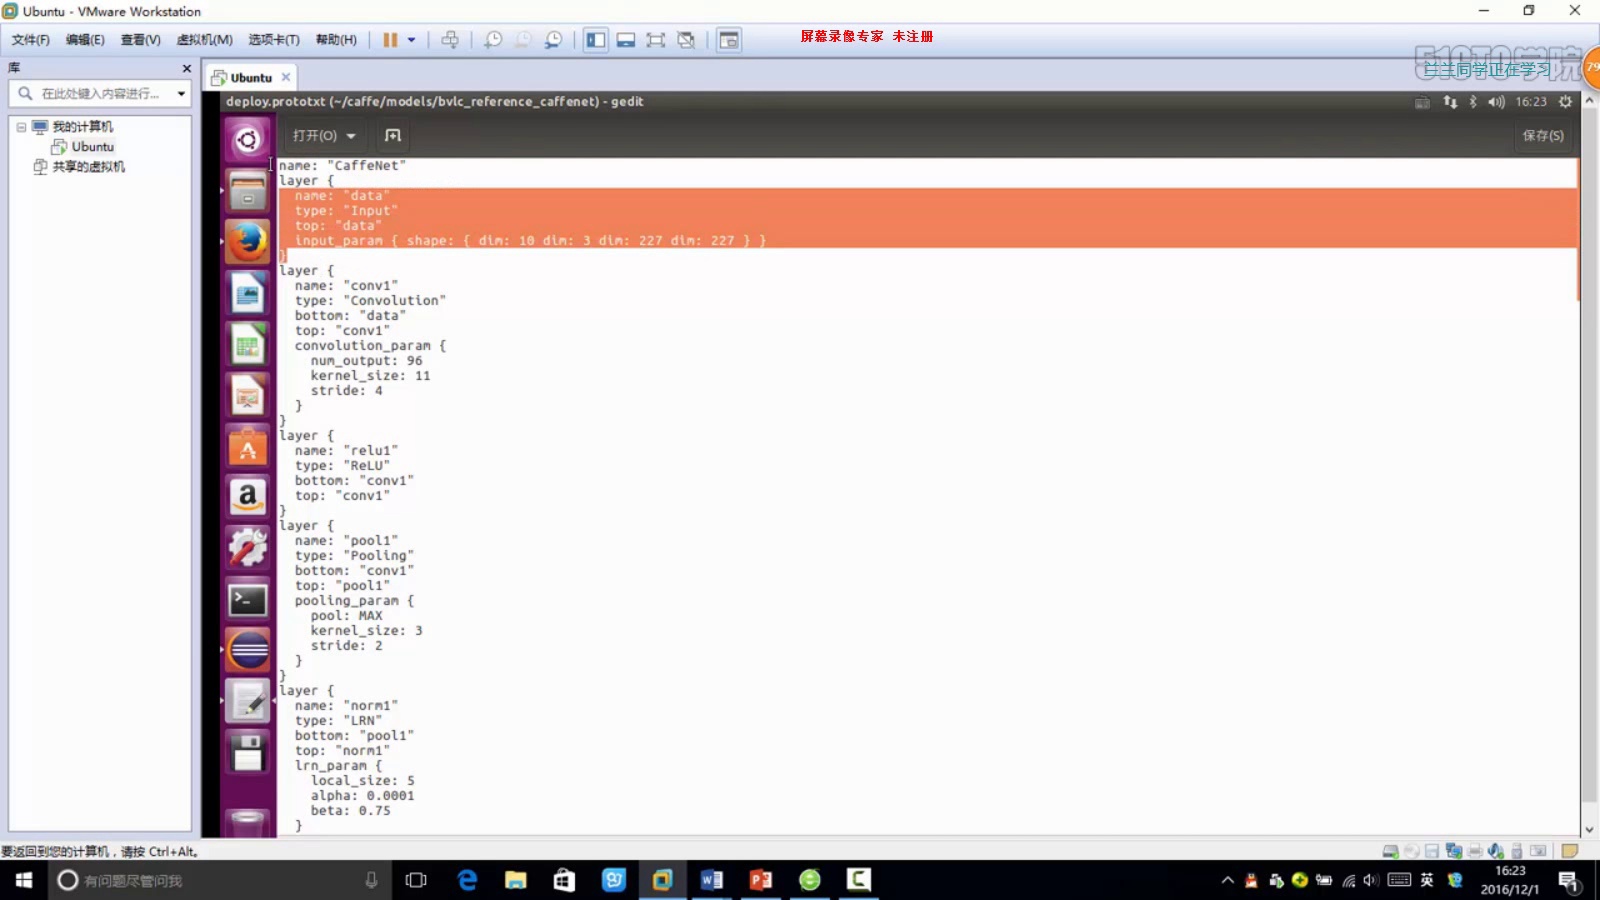 Ubuntu - VMware Workstation
文件(F) 编辑(E) 查看(V) 虚拟机(M) 选项卡(T) 帮助(H)
屏幕录像专家 未注册
51CTO学院
兰兰同学正在学习
79
库
Ubuntu
在此处键入内容进行...
我的计算机
Ubuntu
共享的虚拟机
deploy.prototxt (~/caffe/models/bvlc_reference_caffenet) - gedit
16:23
打开(O)
保存(S)
name: "CaffeNet"
layer {
name: "data"
type: "Input"
top: "data"
input_param { shape: { dim: 10 dim: 3 dim: 227 dim: 227 } }
}
layer {
name: "conv1"
type: "Convolution"
bottom: "data"
top: "conv1"
convolution_param {
num_output: 96
kernel_size: 11
stride: 4
}
}
layer {
name: "relu1"
type: "ReLU"
bottom: "conv1"
top: "conv1"
}
layer {
name: "pool1"
type: "Pooling"
bottom: "conv1"
top: "pool1"
pooling_param {
pool: MAX
kernel_size: 3
stride: 2
}
}
layer {
name: "norm1"
type: "LRN"
bottom: "pool1"
top: "norm1"
lrn_param {
local_size: 5
alpha: 0.0001
beta: 0.75
}
要返回到您的计算机，请按 Ctrl+Alt。
有问题尽管问我
英
16:23
2016/12/1
1